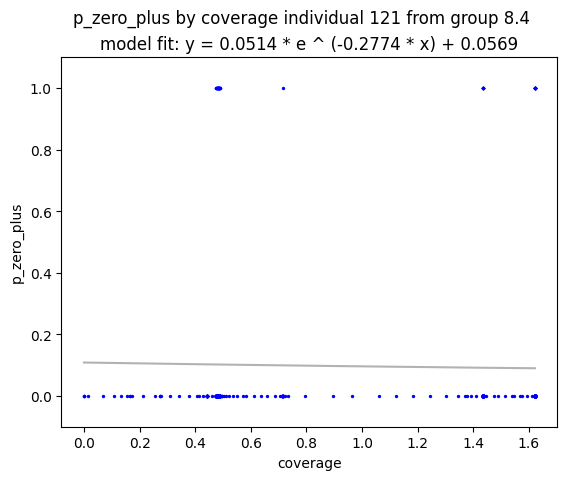 p_zero_plus by coverage individual 121 from group 8.4
model fit: y = 0.0514 * e ^ (-0.2774 * x) + 0.0569
1.0
0.8
0.6
0.4
0.2
0.0
p_zero_plus
0.0 0.2 0.4 0.6 0.8 1.0 1.2 1.4 1.6
coverage